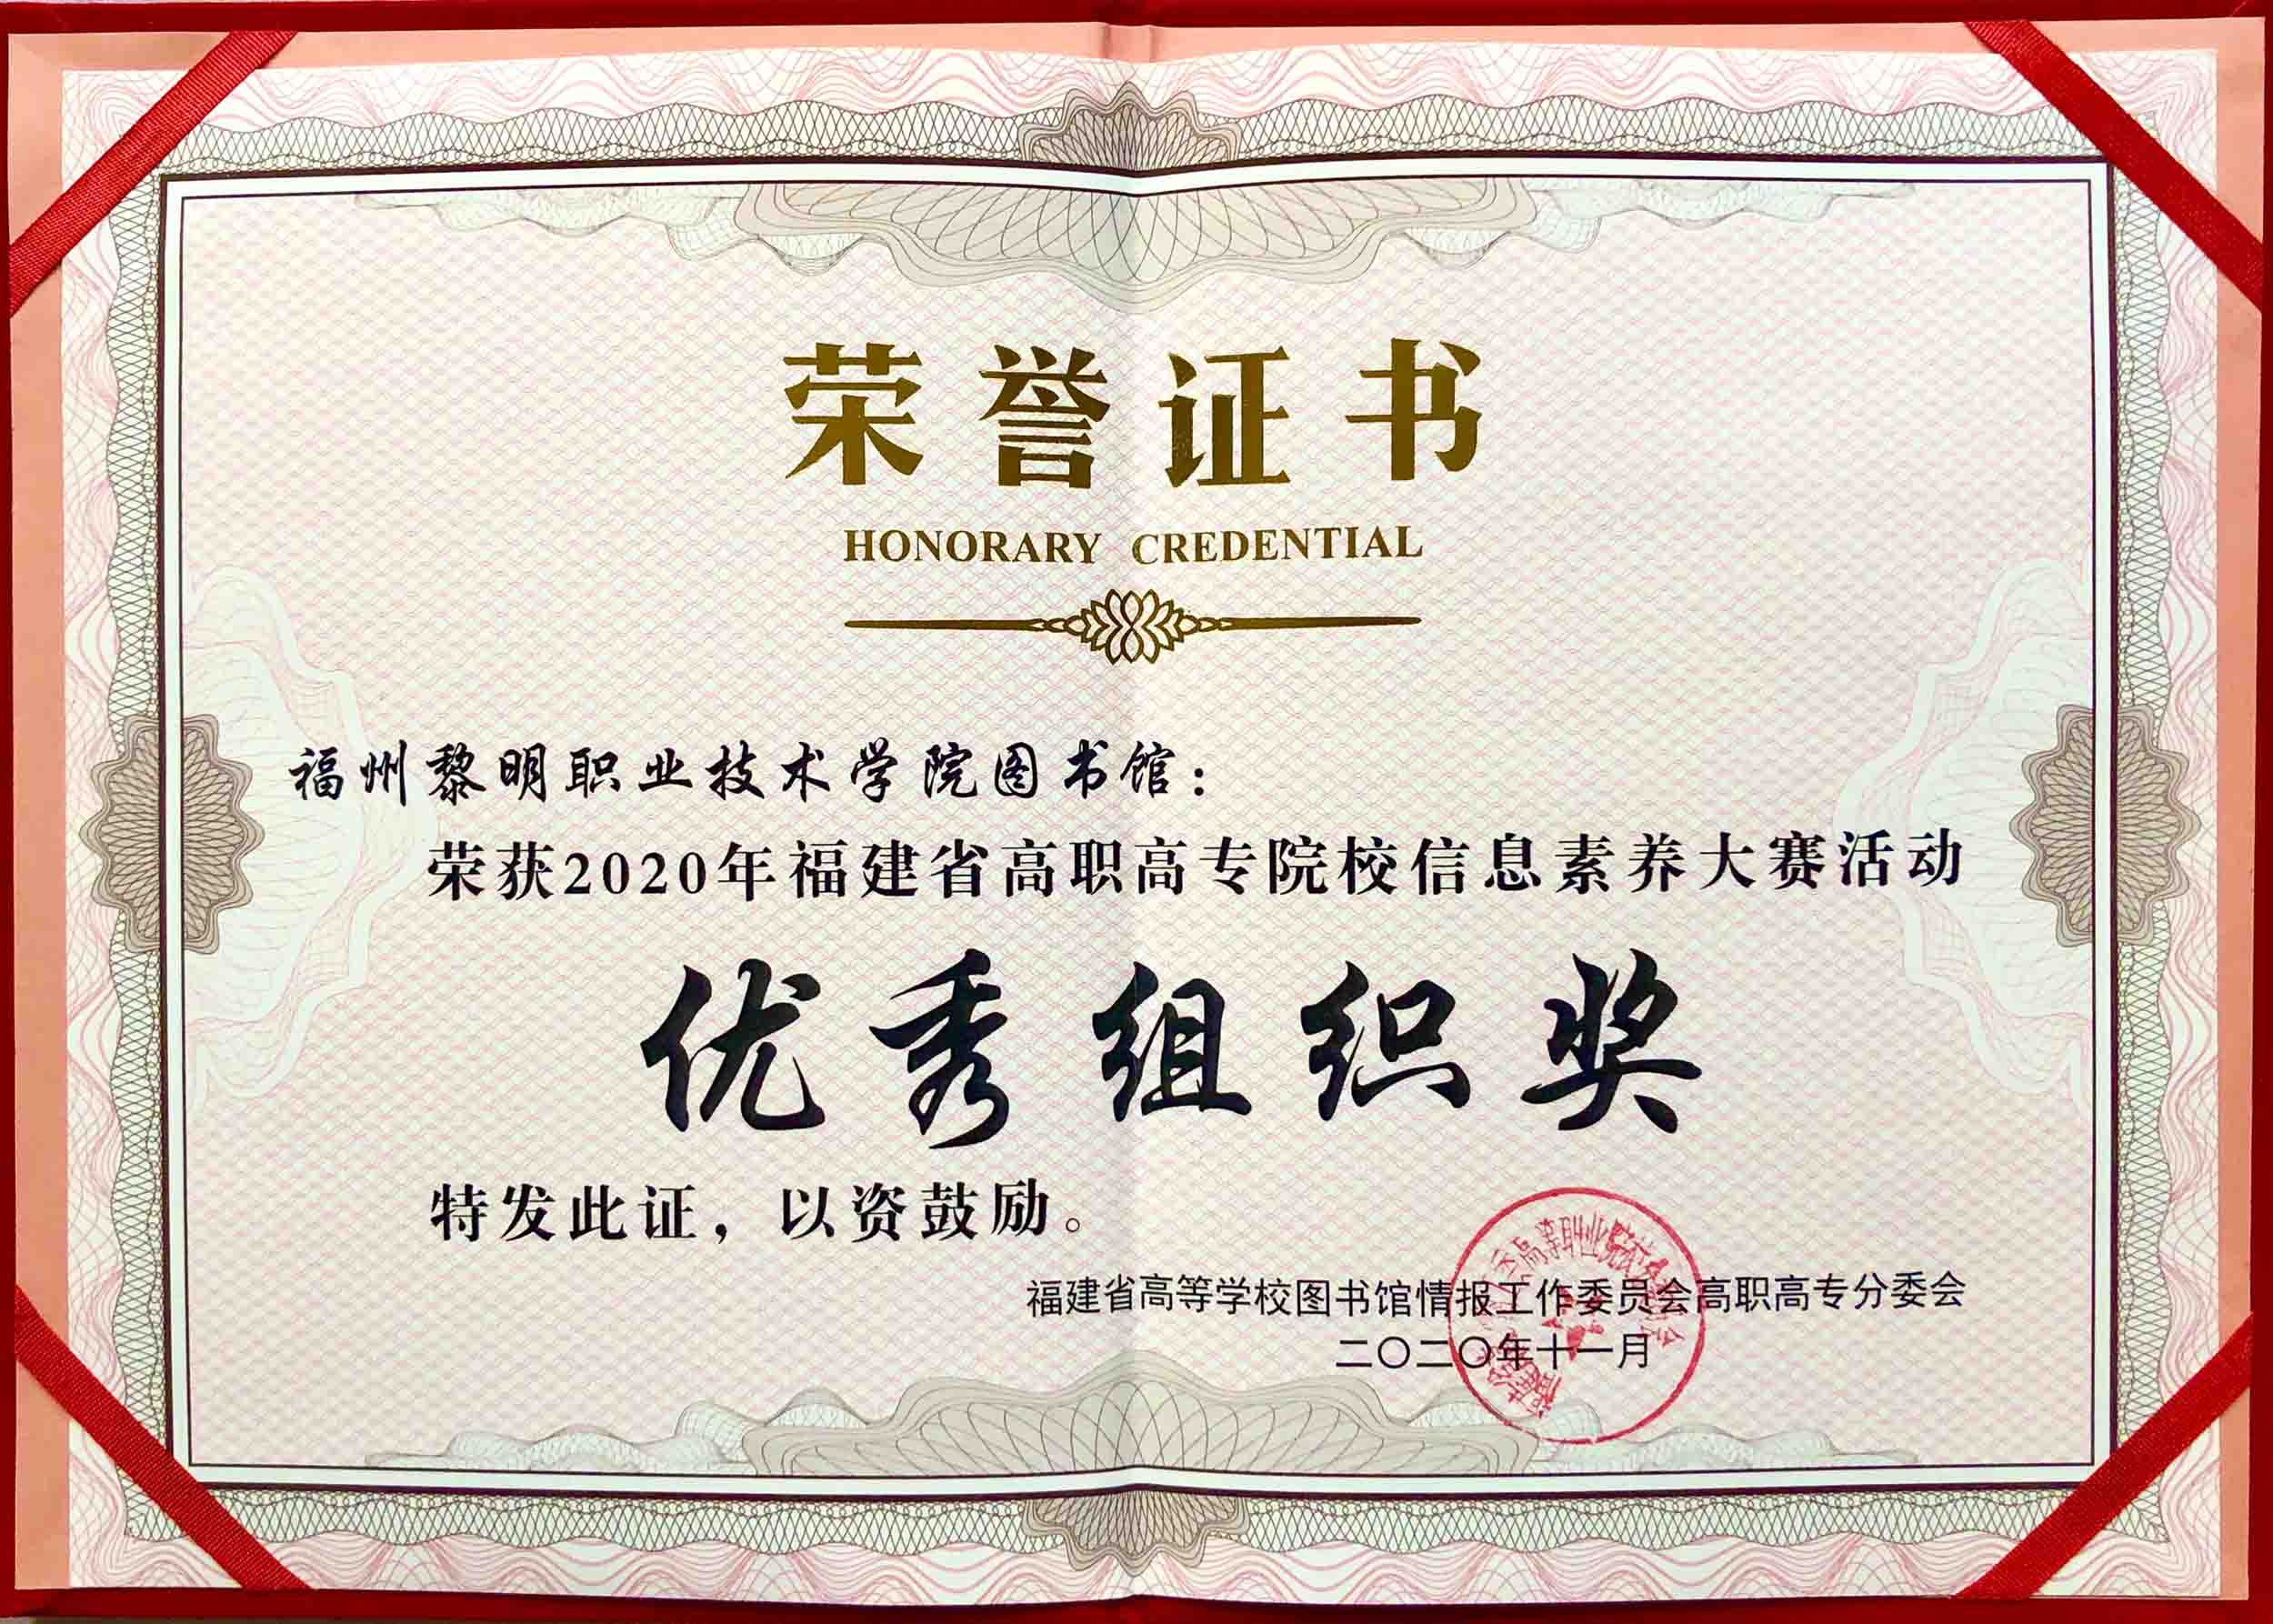 荣誉证书
HONORARY CREDENTIAL
福州黎明职业技术学院图书馆：
荣获2020年福建省高职高专院校信息素养大赛活动
优秀组织奖
特发此证，以资鼓励。
福建省高等学校图书馆情报工作委员会高职高专分委会
二〇二〇年十一月